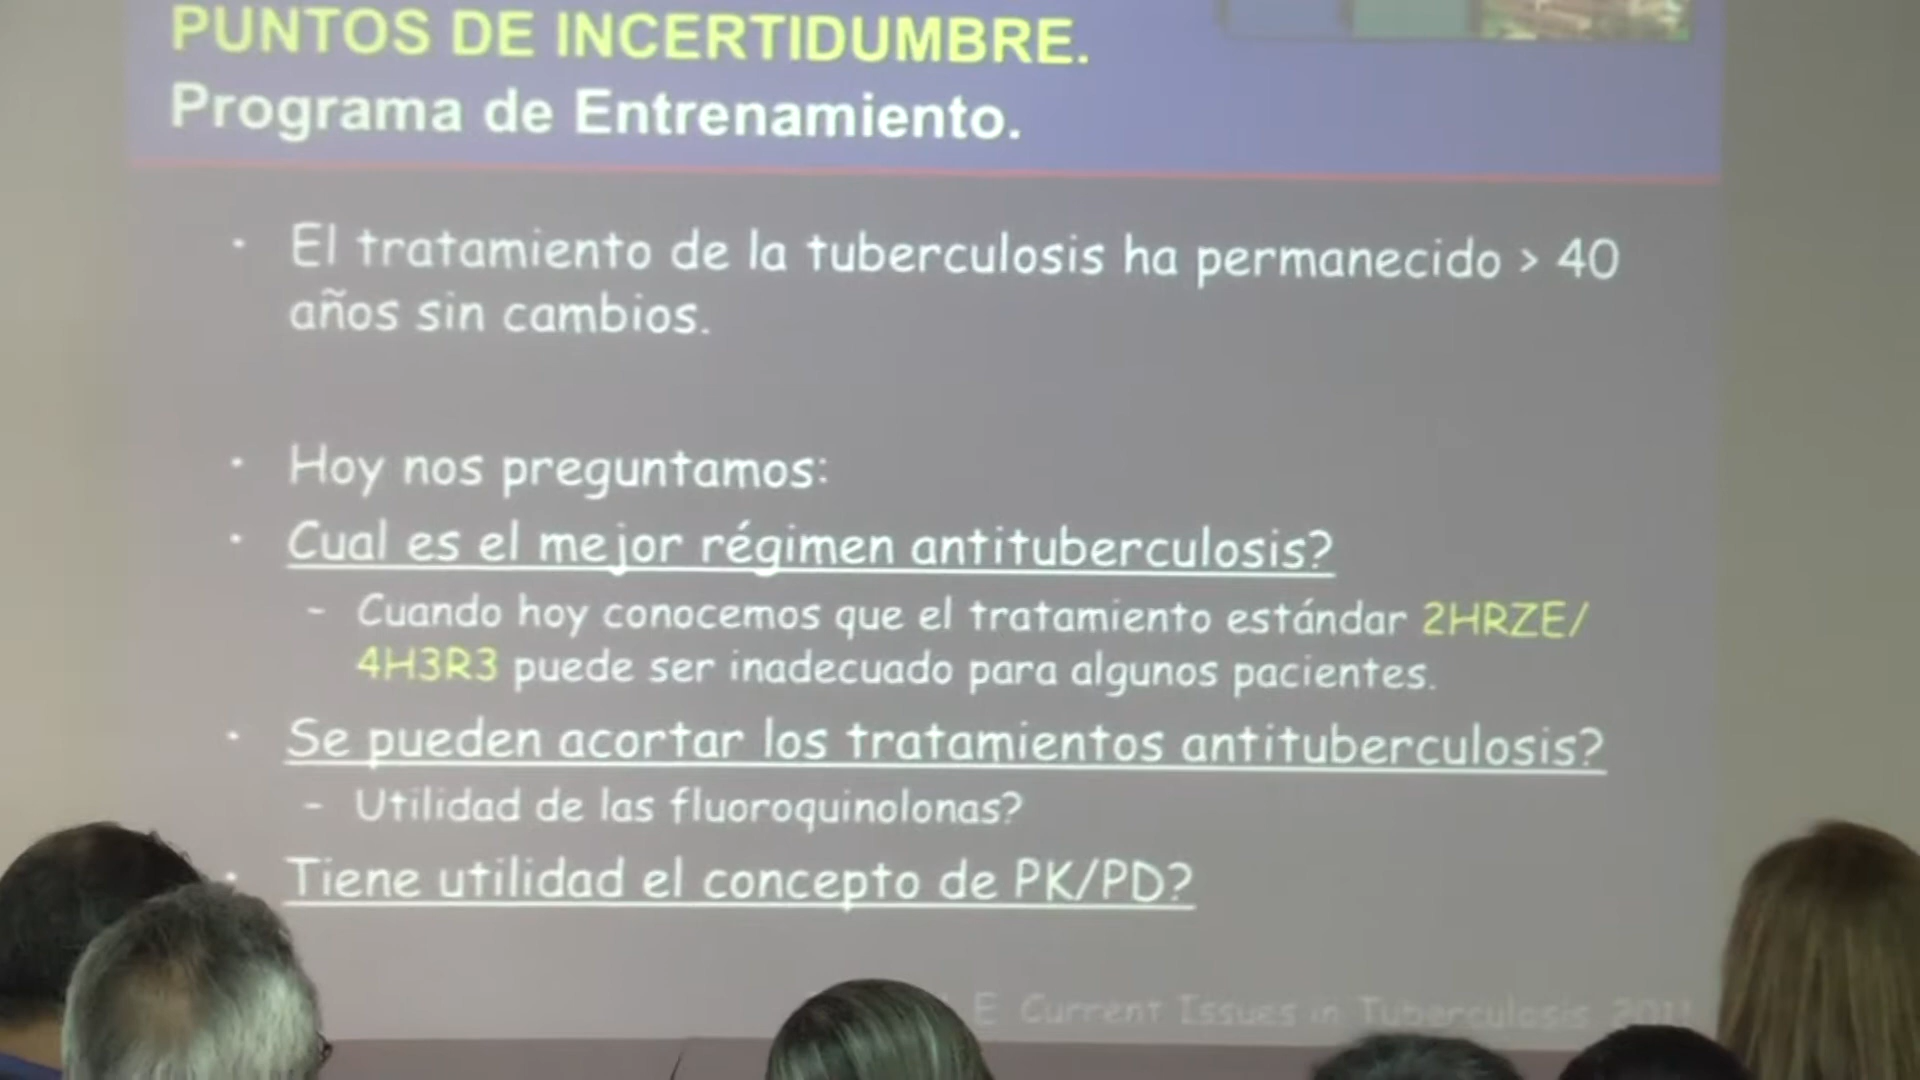 PUNTOS DE INCERTIDUMBRE.
Programa de Entrenamiento.
· El tratamiento de la tuberculosis ha permanecido > 40
años sin cambios.
· Hoy nos preguntamos:
· Cual es el mejor régimen antituberculosis?
- Cuando hoy conocemos que el tratamiento estándar 2HRZE/
4H3R3 puede ser inadecuado para algunos pacientes.
· Se pueden acortar los tratamientos antituberculosis?
- Utilidad de las fluoroquinolonas?
· Tiene utilidad el concepto de PK/PD?
E Current Issues in Tuberculosis 2011